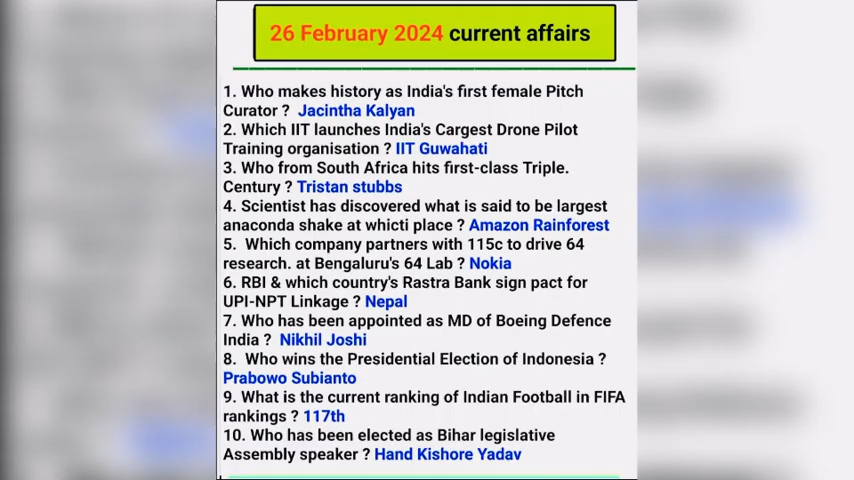 26 February 2024 current affairs
1. Who makes history as India's first female Pitch
Curator ? Jacintha Kalyan
2. Which IIT launches India's Cargest Drone Pilot
Training organisation ? IIT Guwahati
3. Who from South Africa hits first-class Triple.
Century ? Tristan stubbs
4. Scientist has discovered what is said to be largest
anaconda shake at whicti place ? Amazon Rainforest
5. Which company partners with 115c to drive 64
research. at Bengaluru's 64 Lab ? Nokia
6. RBI & which country's Rastra Bank sign pact for
UPI-NPT Linkage ? Nepal
7. Who has been appointed as MD of Boeing Defence
India ? Nikhil Joshi
8. Who wins the Presidential Election of Indonesia ?
Prabowo Subianto
9. What is the current ranking of Indian Football in FIFA
rankings ? 117th
10. Who has been elected as Bihar legislative
Assembly speaker ? Hand Kishore Yadav